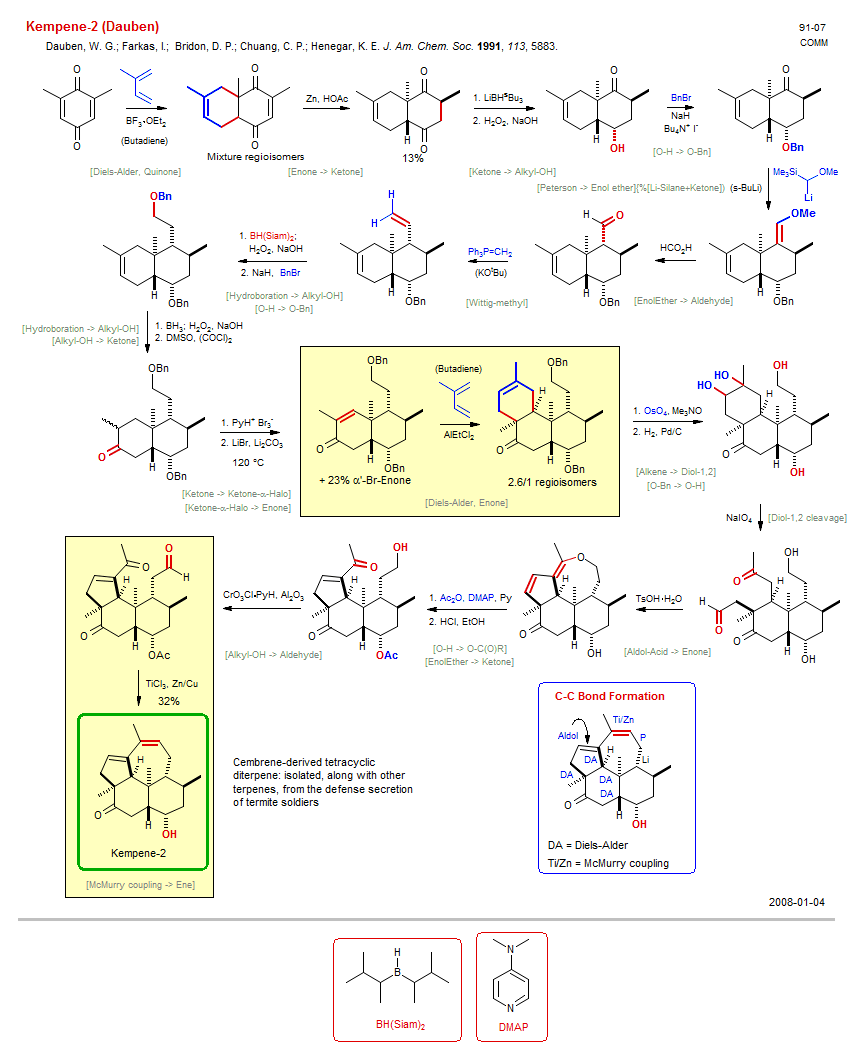 Kempene-2 (Dauben)
91-07
Dauben, W. G.; Farkas, I.; Bridon, D. P.; Chuang, C. P.; Henegar, K. E. J. Am. Chem. Soc. 1991, 113, 5883.
COMM
O
O
BF₃•OEt₂
(Butadiene)
[Diels-Alder, Quinone]
O
O
Mixture regioisomers
Zn, HOAc
[Enone -> Ketone]
O
H
O
13%
1. LiBHˢBu₃
2. H₂O₂, NaOH
[Ketone -> Alkyl-OH]
O
H
OH
BnBr
NaH
Bu₄N⁺ I⁻
[O-H -> O-Bn]
O
H
OBn
[Peterson -> Enol ether]{%[Li-Silane+Ketone]}
(s-BuLi)
Me₃Si
OMe
Li
OBn
H
OBn
1. BH(Siam)₂;
H₂O₂, NaOH
2. NaH, BnBr
[Hydroboration -> Alkyl-OH]
[O-H -> O-Bn]
H
H
H
OBn
Ph₃P=CH₂
(KOᵗBu)
[Wittig-methyl]
H
O
H
OBn
HCO₂H
[EnolEther -> Aldehyde]
OMe
H
OBn
[Hydroboration -> Alkyl-OH]
[Alkyl-OH -> Ketone]
1. BH₃; H₂O₂, NaOH
2. DMSO, (COCl)₂
OBn
O
H
OBn
1. PyH⁺ Br₃⁻
2. LiBr, Li₂CO₃
120 °C
[Ketone -> Ketone-α-Halo]
[Ketone-α-Halo -> Enone]
OBn
O
H
OBn
+ 23% α'-Br-Enone
(Butadiene)
AlEtCl₂
[Diels-Alder, Enone]
OBn
H
O
H
OBn
2.6/1 regioisomers
1. OsO₄, Me₃NO
2. H₂, Pd/C
[Alkene -> Diol-1,2]
[O-Bn -> O-H]
HO
HO
OH
H
O
H
OH
NaIO₄
[Diol-1,2 cleavage]
O
H
O
H
O
OH
H
OH
TsOH·H₂O
[Aldol-Acid -> Enone]
O
H
O
H
OH
1. Ac₂O, DMAP, Py
2. HCl, EtOH
[O-H -> O-C(O)R]
[EnolEther -> Ketone]
O
OH
H
O
H
OAc
CrO₃Cl•PyH, Al₂O₃
[Alkyl-OH -> Aldehyde]
O
O
H
H
O
H
OAc
TiCl₃, Zn/Cu
32%
H
O
H
OH
Kempene-2
[McMurry coupling -> Ene]
Cembrene-derived tetracyclic
diterpene: isolated, along with other
terpenes, from the defense secretion
of termite soldiers
C-C Bond Formation
Ti/Zn
Aldol
P
H
Li
DA
DA
DA
DA
O
H
OH
DA = Diels-Alder
Ti/Zn = McMurry coupling
2008-01-04
H
B
BH(Siam)₂
N
N
DMAP